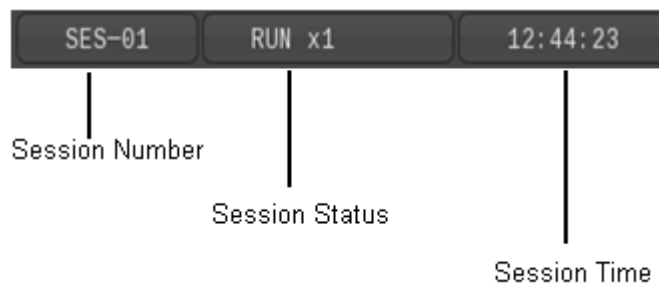 SES-01 RUN x1 12:44:23
Session Number
Session Status
Session Time